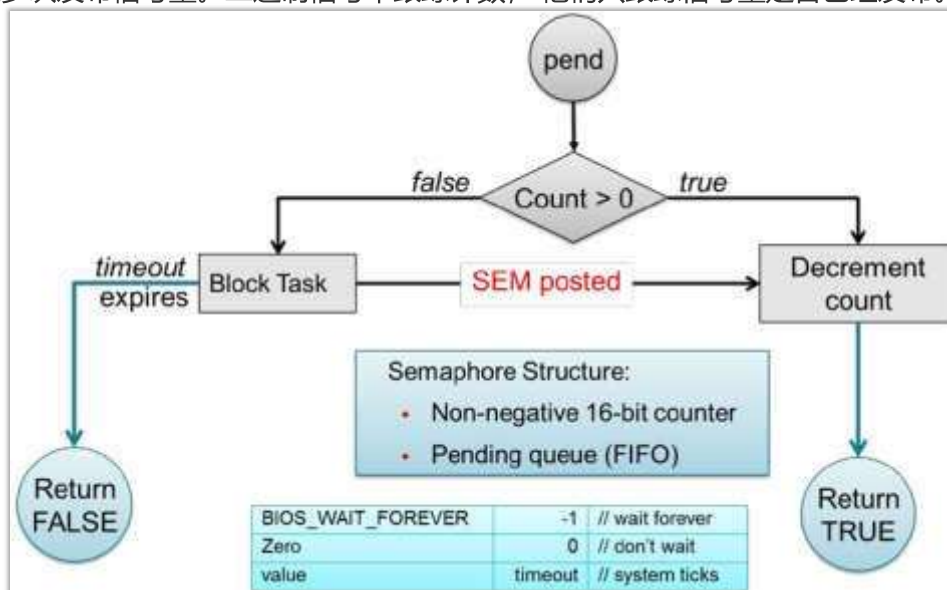 pend
false
Count > 0
true
timeout
expires
Block Task
SEM posted
Decrement
count
Semaphore Structure:
• Non-negative 16-bit counter
• Pending queue (FIFO)
Return
FALSE
Return
TRUE
BIOS_WAIT_FOREVER -1 // wait forever
Zero 0 // don't wait
value timeout // system ticks